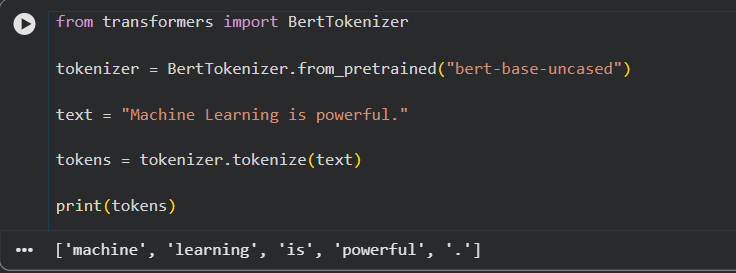 from transformers import BertTokenizer
tokenizer = BertTokenizer.from_pretrained("bert-base-uncased")
text = "Machine Learning is powerful."
tokens = tokenizer.tokenize(text)
print(tokens)
['machine', 'learning', 'is', 'powerful', '.']